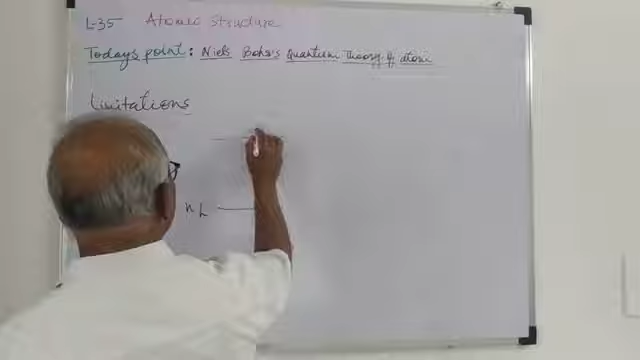 L-35 Atomic Structure
Todays point : Niels Bohr's Quantum Theory of atom
Limitations
n L